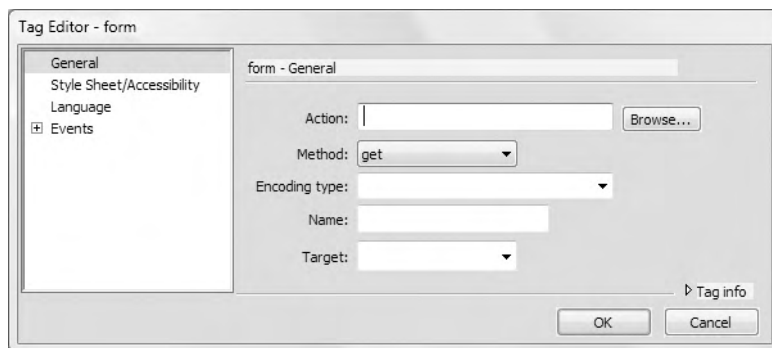 Tag Editor - form
General
Style Sheet/Accessibility
Language
Events
form - General
Action:
Browse...
Method: get
Encoding type:
Name:
Target:
Tag info
OK
Cancel